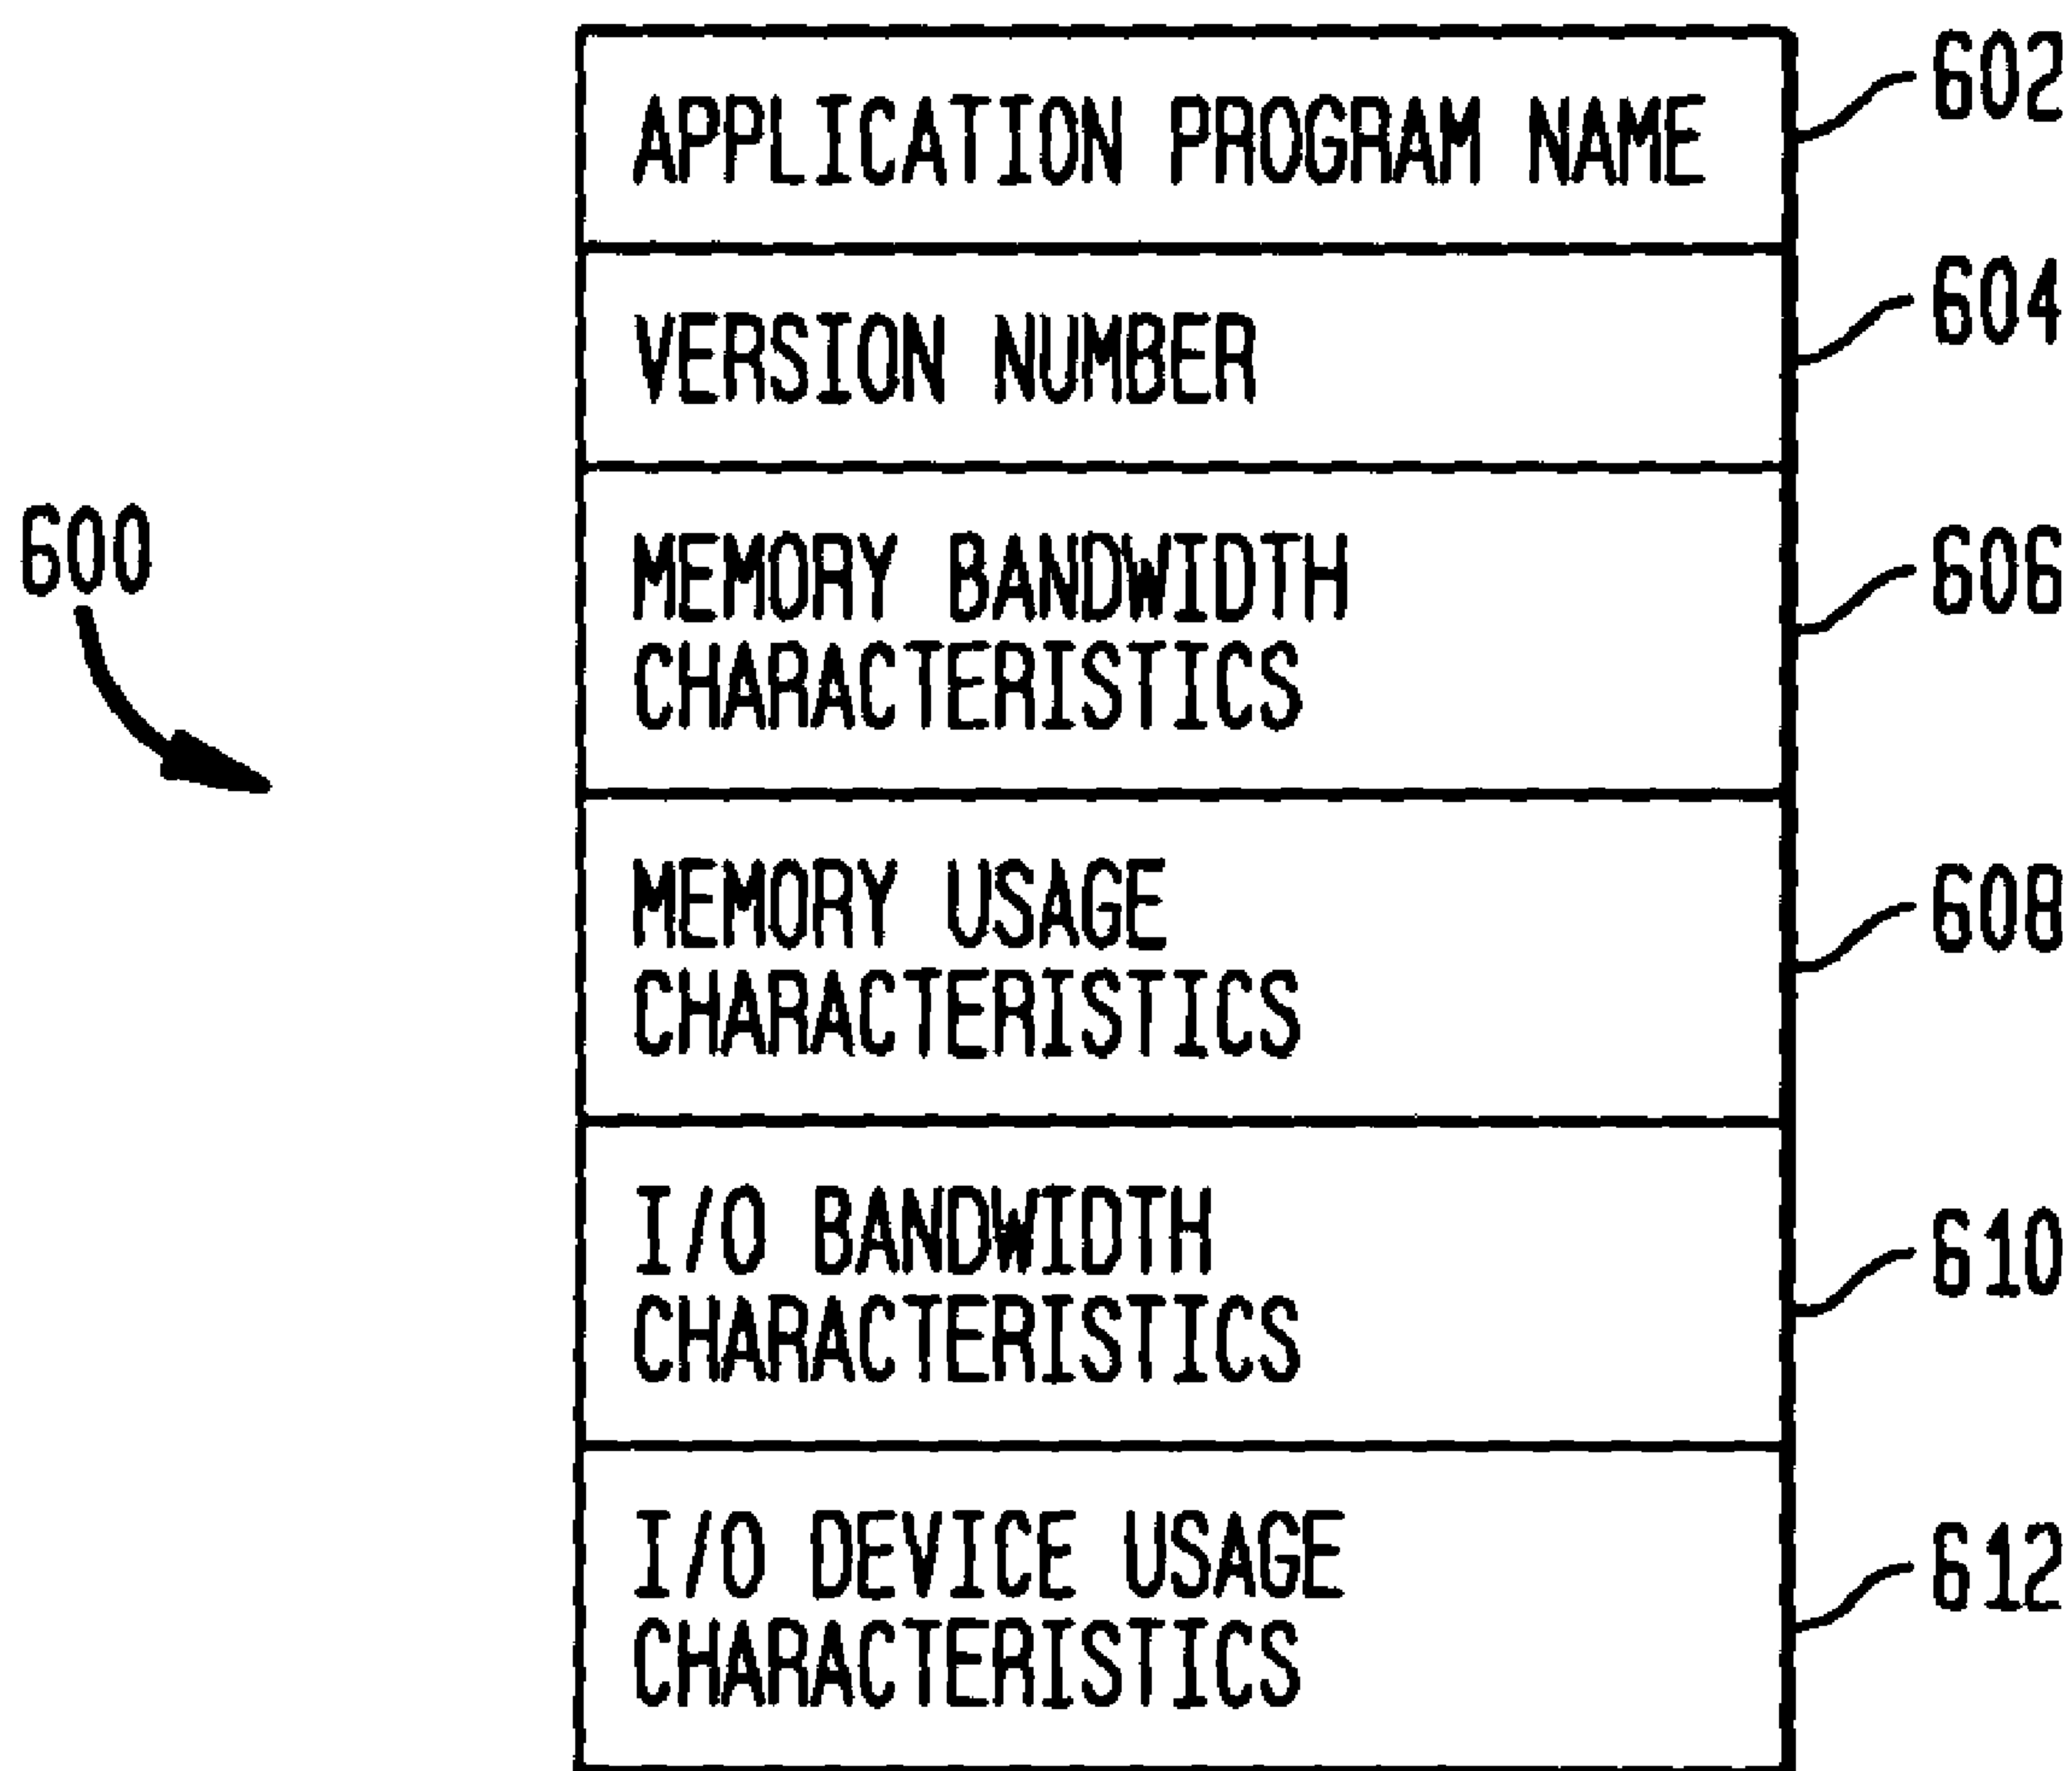 APPLICATION PROGRAM NAME
602
VERSION NUMBER
604
600
MEMORY BANDWIDTH
CHARACTERISTICS
606
MEMORY USAGE
CHARACTERISTICS
608
I/O BANDWIDTH
CHARACTERISTICS
610
I/O DEVICE USAGE
CHARACTERISTICS
612